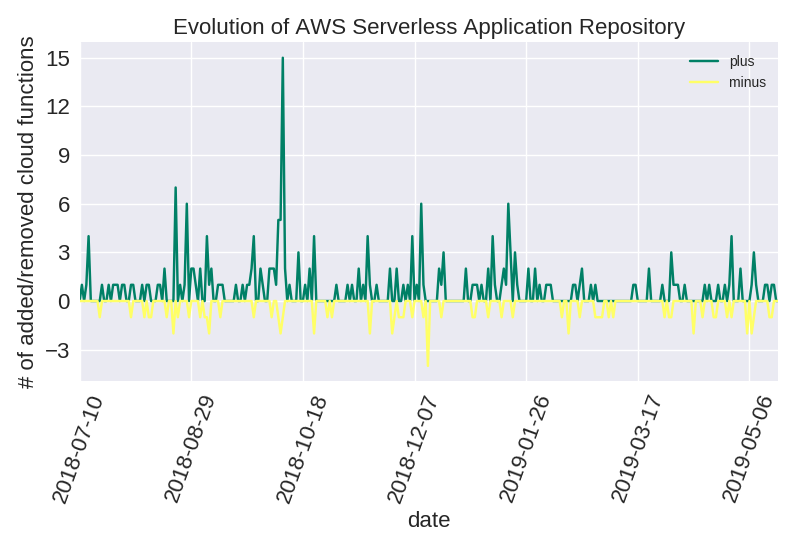 Evolution of AWS Serverless Application Repository
# of added/removed cloud functions
15
12
9
6
3
0
−3
plus
minus
2018-07-10
2018-08-29
2018-10-18
2018-12-07
2019-01-26
2019-03-17
2019-05-06
date